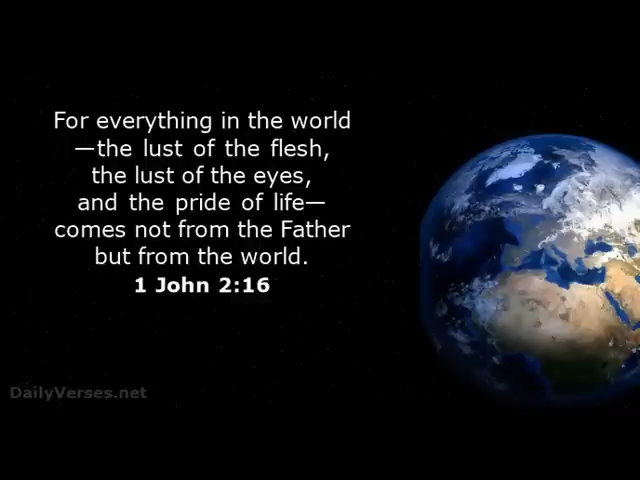 For everything in the world
—the lust of the flesh,
the lust of the eyes,
and the pride of life—
comes not from the Father
but from the world.
1 John 2:16
DailyVerses.net